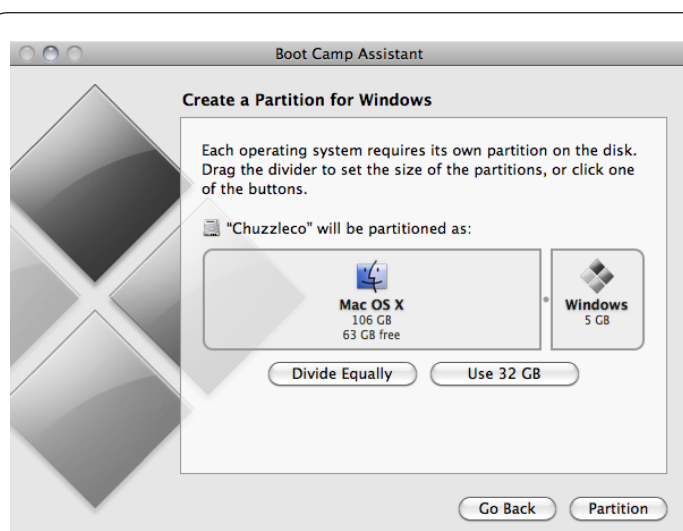 Boot Camp Assistant
Create a Partition for Windows
Each operating system requires its own partition on the disk.
Drag the divider to set the size of the partitions, or click one
of the buttons.
"Chuzzleco" will be partitioned as:
Mac OS X
106 GB
63 GB free
Windows
5 GB
Divide Equally
Use 32 GB
Go Back
Partition